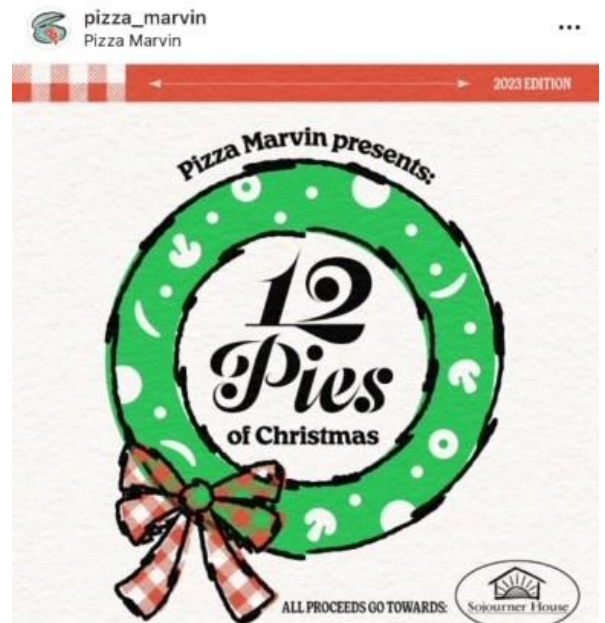 pizza_marvin
Pizza Marvin
2023 EDITION
Pizza Marvin presents:
12
Pies
of Christmas
ALL PROCEEDS GO TOWARDS:
Sojourner House